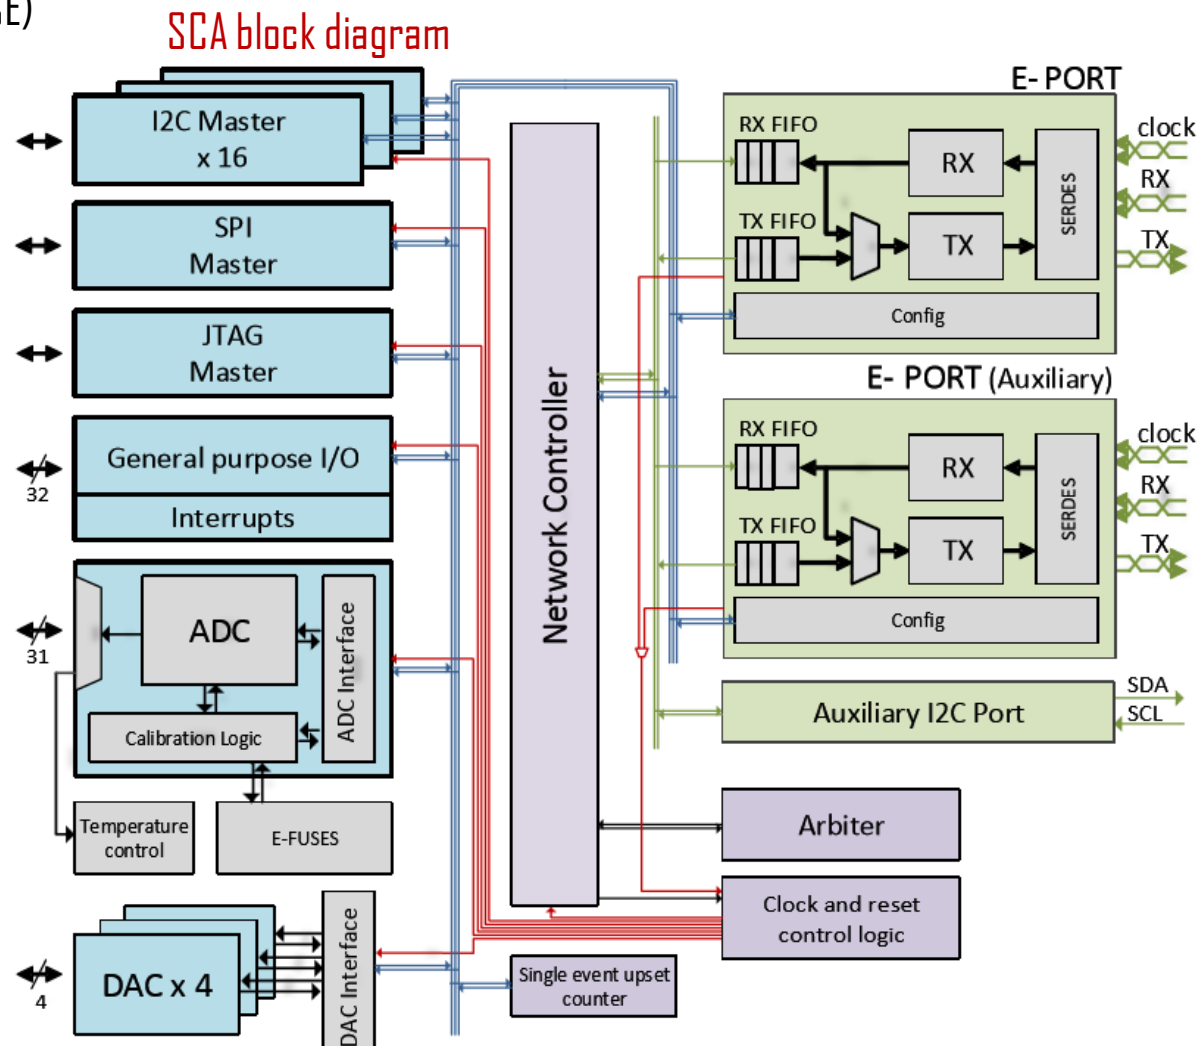 E)
SCA block diagram
I2C Master
x 16
SPI
Master
JTAG
Master
General purpose I/O
32
Interrupts
ADC
ADC Interface
31
Calibration Logic
Temperature
control
E-FUSES
DAC x 4
4
DAC Interface
Network Controller
Single event upset
counter
E- PORT
RX FIFO
RX
TX FIFO
TX
SERDES
Config
clock
RX
TX
E- PORT (Auxiliary)
RX FIFO
RX
TX FIFO
TX
SERDES
Config
clock
RX
TX
Auxiliary I2C Port
SDA
SCL
Arbiter
Clock and reset
control logic